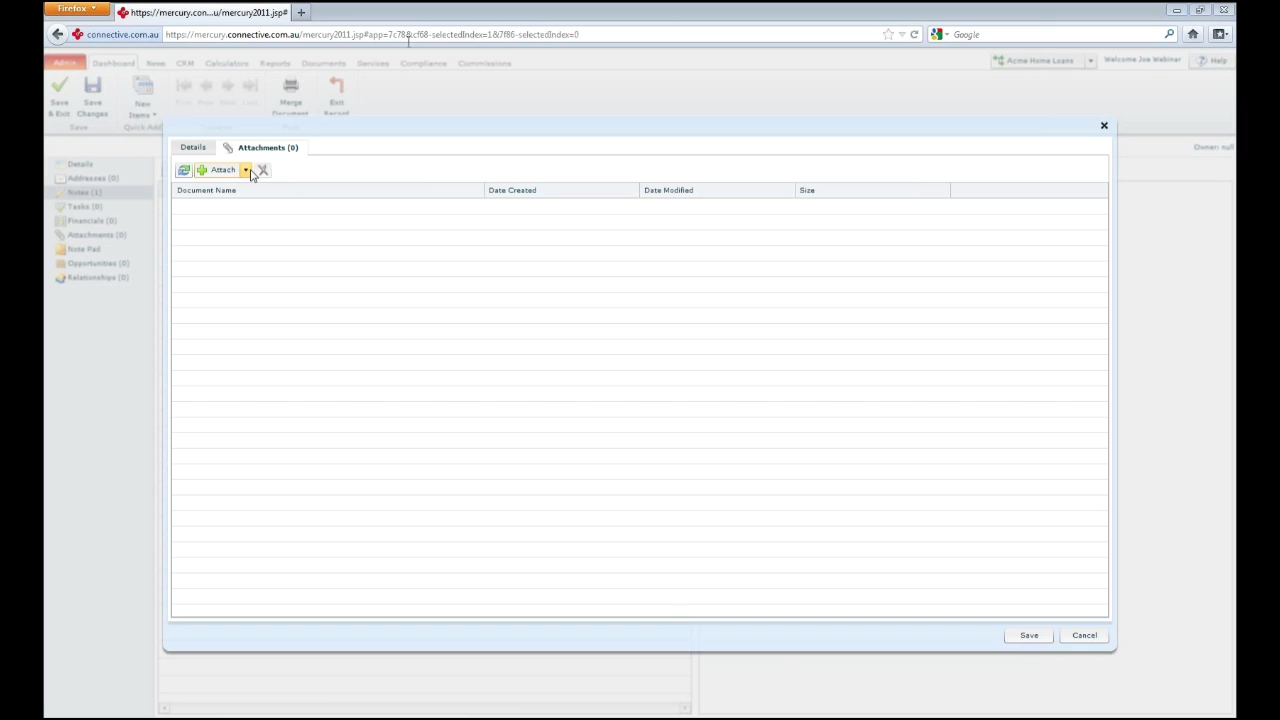 Firefox
https://mercury.con...u/mercury2011.jsp#
connective.com.au
https://mercury.connective.com.au/mercury2011.jsp#app=7c78&cf68-selectedIndex=1&7f86-selectedIndex=0
Google
Admin Dashboard News CRM Calculators Reports Documents Services Compliance Commissions
Acme Home Loans
Welcome Joe Webinar
Help
Save & Exit
Save Changes
New Items
Merge Document
Exit Record
Save
Quick Add
Owner: null
Details
Addresses (0)
Notes (1)
Tasks (0)
Financials (0)
Attachments (0)
Note Pad
Opportunities (0)
Relationships (0)
Details
Attachments (0)
Attach
Document Name Date Created Date Modified Size
Save
Cancel